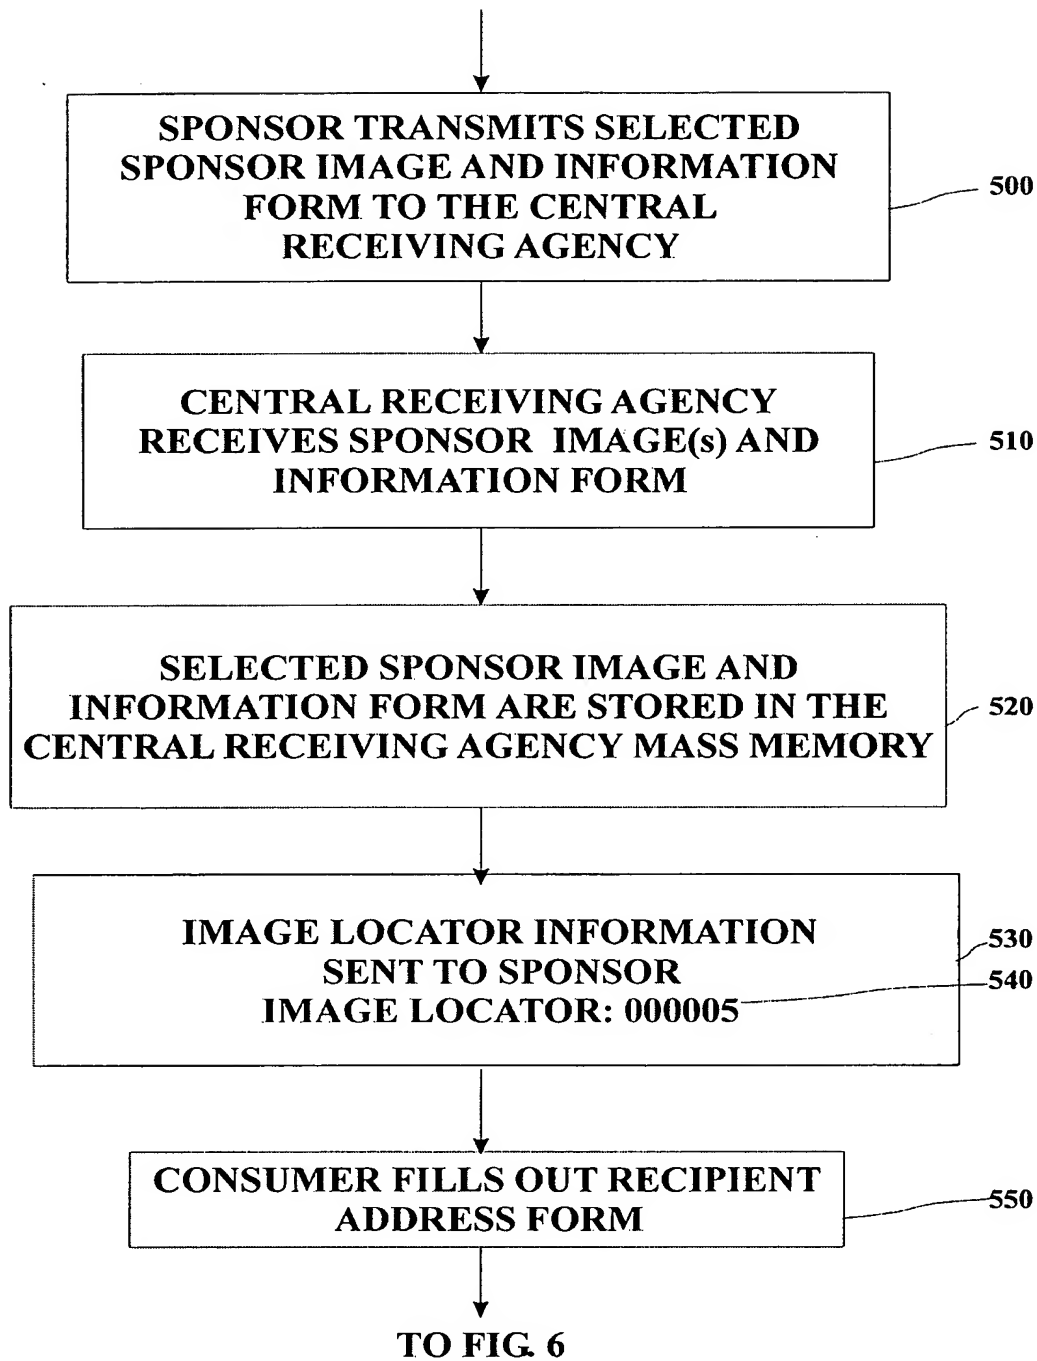 SPONSOR TRANSMITS SELECTED
SPONSOR IMAGE AND INFORMATION
FORM TO THE CENTRAL
RECEIVING AGENCY
500
CENTRAL RECEIVING AGENCY
RECEIVES SPONSOR IMAGE(s) AND
INFORMATION FORM
510
SELECTED SPONSOR IMAGE AND
INFORMATION FORM ARE STORED IN THE
CENTRAL RECEIVING AGENCY MASS MEMORY
520
IMAGE LOCATOR INFORMATION
SENT TO SPONSOR
IMAGE LOCATOR: 000005
530
540
CONSUMER FILLS OUT RECIPIENT
ADDRESS FORM
550
TO FIG. 6